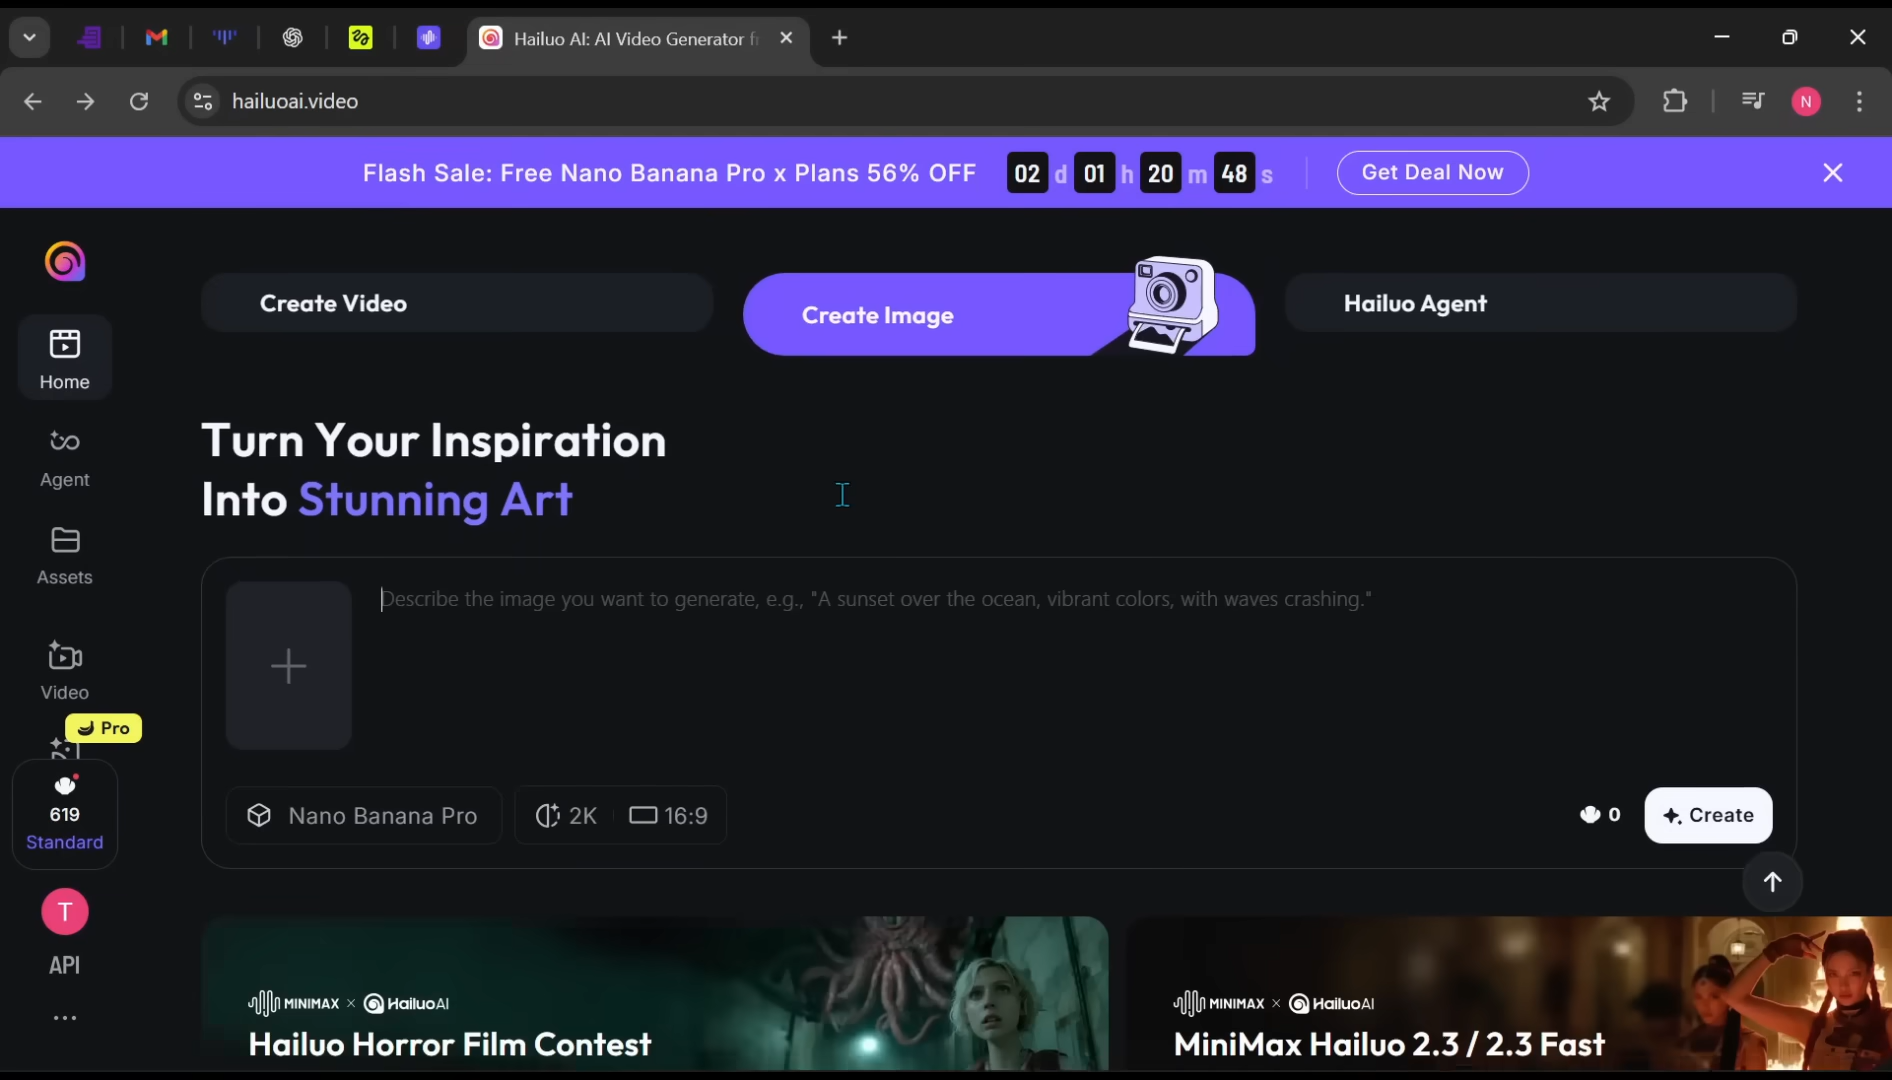 Hailuo AI: AI Video Generator f
N
hailuoai.video
Flash Sale: Free Nano Banana Pro x Plans 56% OFF 02 d 01 h 20 m 48 s Get Deal Now
Create Video
Create Image
Hailuo Agent
Home
Agent
Assets
Video
Pro
619
Standard
T
API
Turn Your Inspiration
Into Stunning Art
Describe the image you want to generate, e.g., "A sunset over the ocean, vibrant colors, with waves crashing."
Nano Banana Pro 2K 16:9 0 Create
MINIMAX × HailuoAI
Hailuo Horror Film Contest
MINIMAX × HailuoAI
MiniMax Hailuo 2.3 / 2.3 Fast